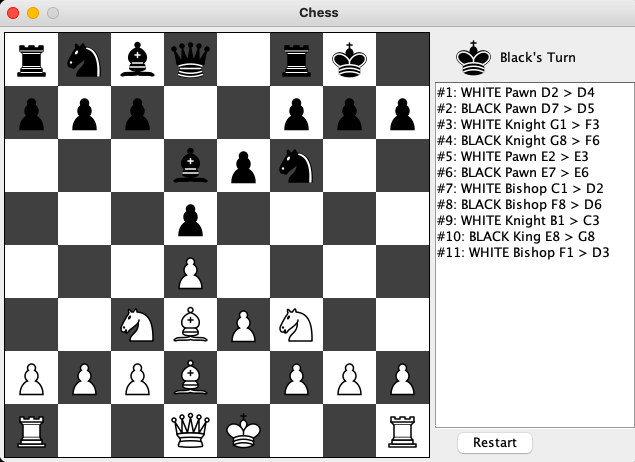 Chess
Black's Turn
#1: WHITE Pawn D2 > D4
#2: BLACK Pawn D7 > D5
#3: WHITE Knight G1 > F3
#4: BLACK Knight G8 > F6
#5: WHITE Pawn E2 > E3
#6: BLACK Pawn E7 > E6
#7: WHITE Bishop C1 > D2
#8: BLACK Bishop F8 > D6
#9: WHITE Knight B1 > C3
#10: BLACK King E8 > G8
#11: WHITE Bishop F1 > D3
Restart